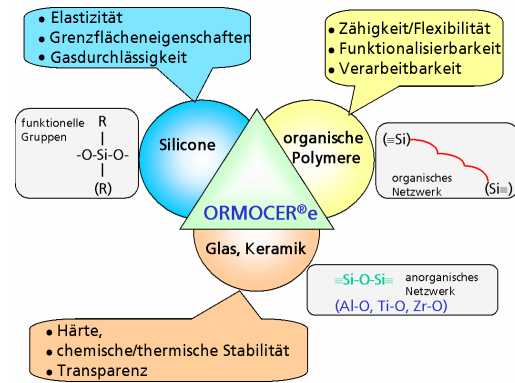 • Elastizität
• Grenzflächeneigenschaften
• Gasdurchlässigkeit
• Zähigkeit/Flexibilität
• Funktionalisierbarkeit
• Verarbeitbarkeit
funktionelle
Gruppen
R
-O-Si-O-
(R)
Silicone
organische
Polymere
(≡Si)
organisches
Netzwerk
(Si≡)
ORMOCER®e
Glas, Keramik
≡Si-O-Si≡ anorganisches
Netzwerk
(Al-O, Ti-O, Zr-O)
• Härte,
• chemische/thermische Stabilität
• Transparenz